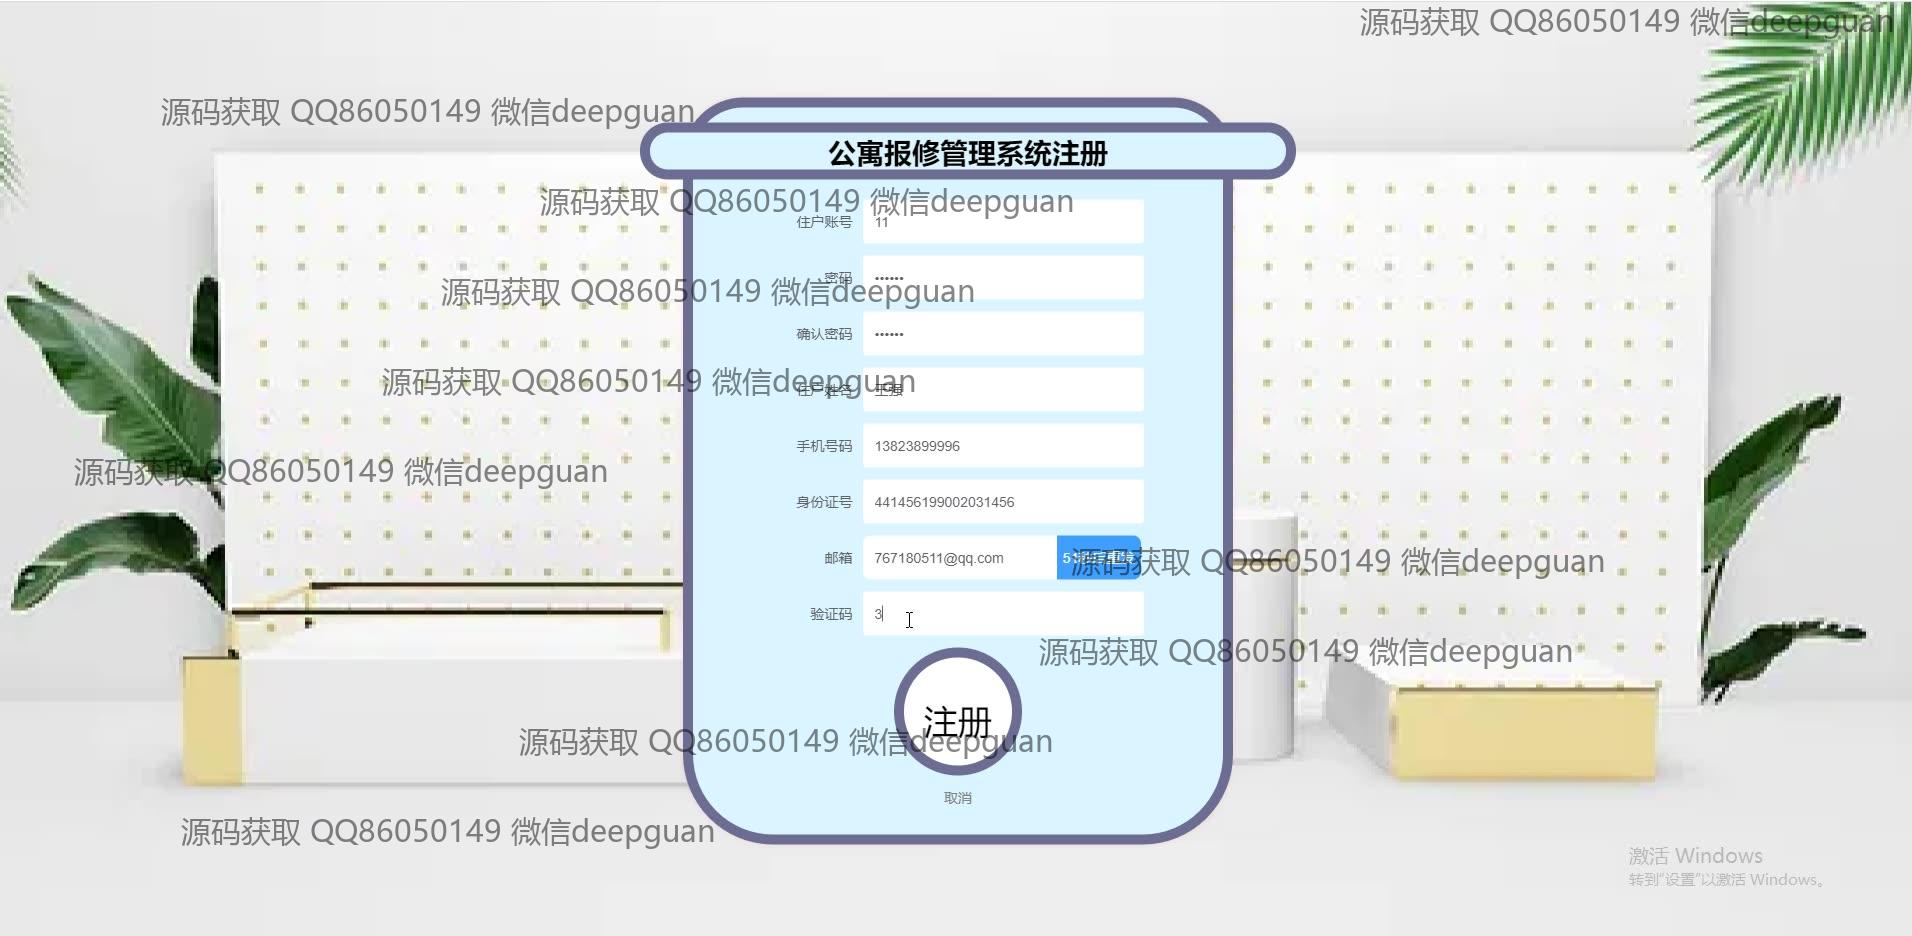 源码获取 QQ86050149 微信deepguan
源码获取 QQ86050149 微信deepguan
公寓报修管理系统注册
源码获取 QQ86050149 微信deepguan
住户账号 11
密码 ••••••
源码获取 QQ86050149 微信deepguan
确认密码 ••••••
源码获取 QQ86050149 微信deepguan
住户姓名 王强
手机号码 13823899996
源码获取 QQ86050149 微信deepguan
身份证号 441456199002031456
邮箱 767180511@qq.com
源码获取 QQ86050149 微信deepguan
验证码 3
源码获取 QQ86050149 微信deepguan
注册
源码获取 QQ86050149 微信deepguan
取消
源码获取 QQ86050149 微信deepguan
激活 Windows
转到“设置”以激活 Windows。